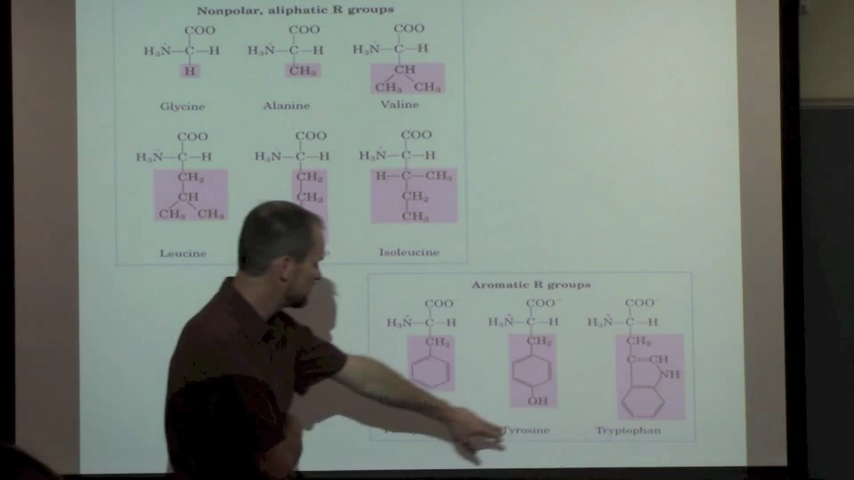 Nonpolar, aliphatic R groups
COO COO COO
H₃N̊—C—H H₃N̊—C—H H₃N̊—C—H
H CH₃ CH
CH₃ CH₃
Glycine Alanine Valine
COO COO COO
H₃N̊—C—H H₃N̊—C—H H₃N̊—C—H
CH₂ CH₂ H—C—CH₃
CH CH₂ CH₂
CH₃ CH₃ CH₃
Leucine Isoleucine
Aromatic R groups
COO⁻ COO⁻ COO⁻
H₃N̊—C—H H₃N̊—C—H H₃N̊—C—H
CH₂ CH₂ CH₂
CH
NH
OH
Tyrosine Tryptophan